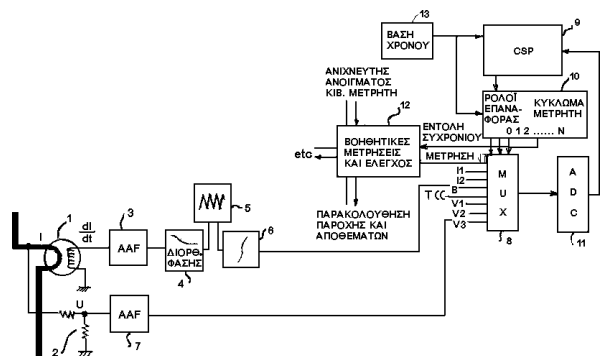 13
ΒΑΣΗ
ΧΡΟΝΟΥ
9
CSP
10
ΡΟΛΟΪ
ΕΠΑΝΑ-
ΦΟΡΑΣ
ΚΥΚΛΩΜΑ
ΜΕΤΡΗΤΗ
0 1 2 ...... N
ΑΝΙΧΝΕΥΤΗΣ
ΑΝΟΙΓΜΑΤΟΣ
ΚΙΒ. ΜΕΤΡΗΤΗ
12
ΒΟΗΘΗΤΙΚΕΣ
ΜΕΤΡΗΣΕΙΣ
ΚΑΙ ΕΛΕΓΧΟΣ
etc
ΕΝΤΟΛΗ
ΣΥΧΡΟΝΙΟΥ
ΜΕΤΡΗΣΗ
ΠΑΡΑΚΟΛΟΥΘΗΣΗ
ΠΑΡΟΧΗΣ ΚΑΙ
ΑΠΟΘΕΜΑΤΩΝ
I1
I2
B
V1
V2
V3
M
U
X
8
A
D
C
11
1
I
dI
dt
3
AAF
ΔΙΟΡΘ.
ΦΑΣΗΣ
4
5
6
U
2
AAF
7